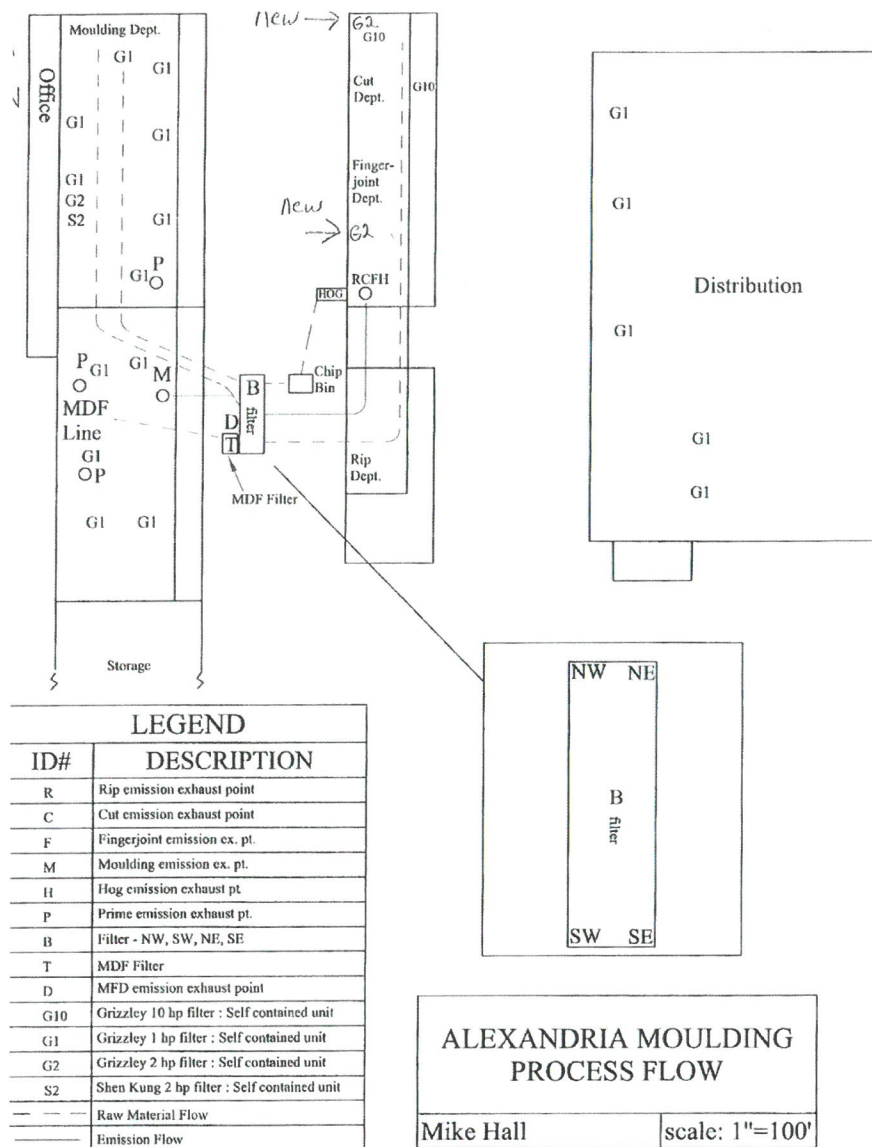 Moulding Dept.
G1
G1
Office
G1
G1
G1
G2
S2
G1
P
G1
new
G2
G10
Cut
Dept.
G10
Finger-
joint
Dept.
new
G2
RCFH
HOG
Chip
Bin
P
G1
G1
M
MDF
Line
G1
P
G1
G1
B
filter
D
T
MDF Filter
Rip
Dept.
Storage
G1
G1
Distribution
G1
G1
G1
NW NE
B
filter
SW SE
LEGEND
ID# DESCRIPTION
R Rip emission exhaust point
C Cut emission exhaust point
F Fingerjoint emission ex. pt.
M Moulding emission ex. pt.
H Hog emission exhaust pt
P Prime emission exhaust pt.
B Filter - NW, SW, NE, SE
T MDF Filter
D MFD emission exhaust point
G10 Grizzley 10 hp filter : Self contained unit
G1 Grizzley 1 hp filter : Self contained unit
G2 Grizzley 2 hp filter : Self contained unit
S2 Shen Kung 2 hp filter : Self contained unit
Raw Material Flow
Emission Flow
ALEXANDRIA MOULDING
PROCESS FLOW
Mike Hall scale: 1"=100'